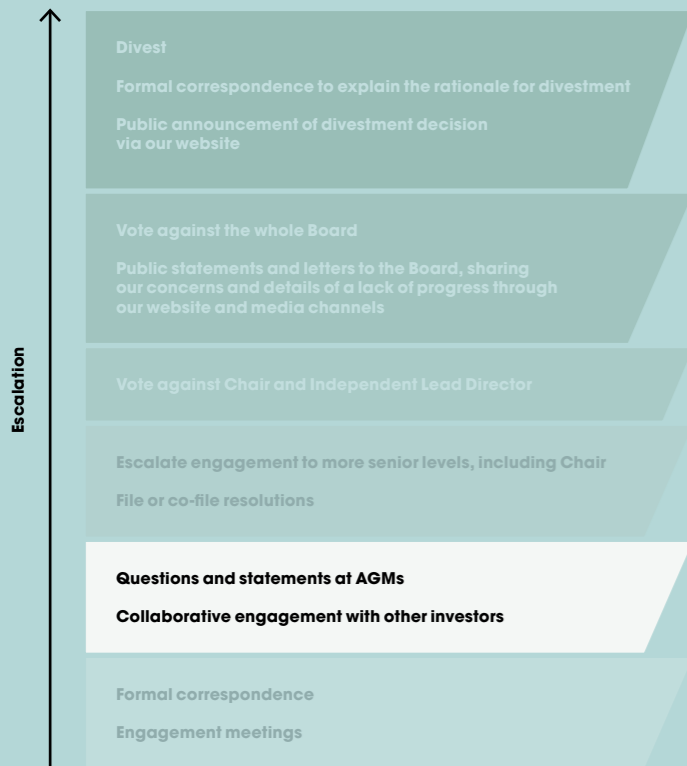 Divest
Formal correspondence to explain the rationale for divestment
Public announcement of divestment decision
via our website
Vote against the whole Board
Public statements and letters to the Board, sharing
our concerns and details of a lack of progress through
our website and media channels
Vote against Chair and Independent Lead Director
Escalation
Escalate engagement to more senior levels, including Chair
File or co-file resolutions
Questions and statements at AGMs
Collaborative engagement with other investors
Formal correspondence
Engagement meetings